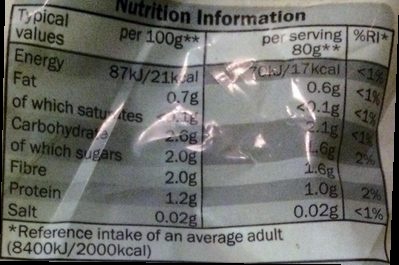 Nutrition Information
Typical values per 100g** per serving 80g** %RI*
Energy 87kJ/21kcal 70kJ/17kcal <1%
Fat 0.7g 0.6g <1%
of which saturates <0.1g <0.1g <1%
Carbohydrate 2.6g 2.1g <1%
of which sugars 2.0g 1.6g 2%
Fibre 2.0g 1.6g
Protein 1.2g 1.0g 2%
Salt 0.02g 0.02g <1%
*Reference intake of an average adult
(8400kJ/2000kcal)